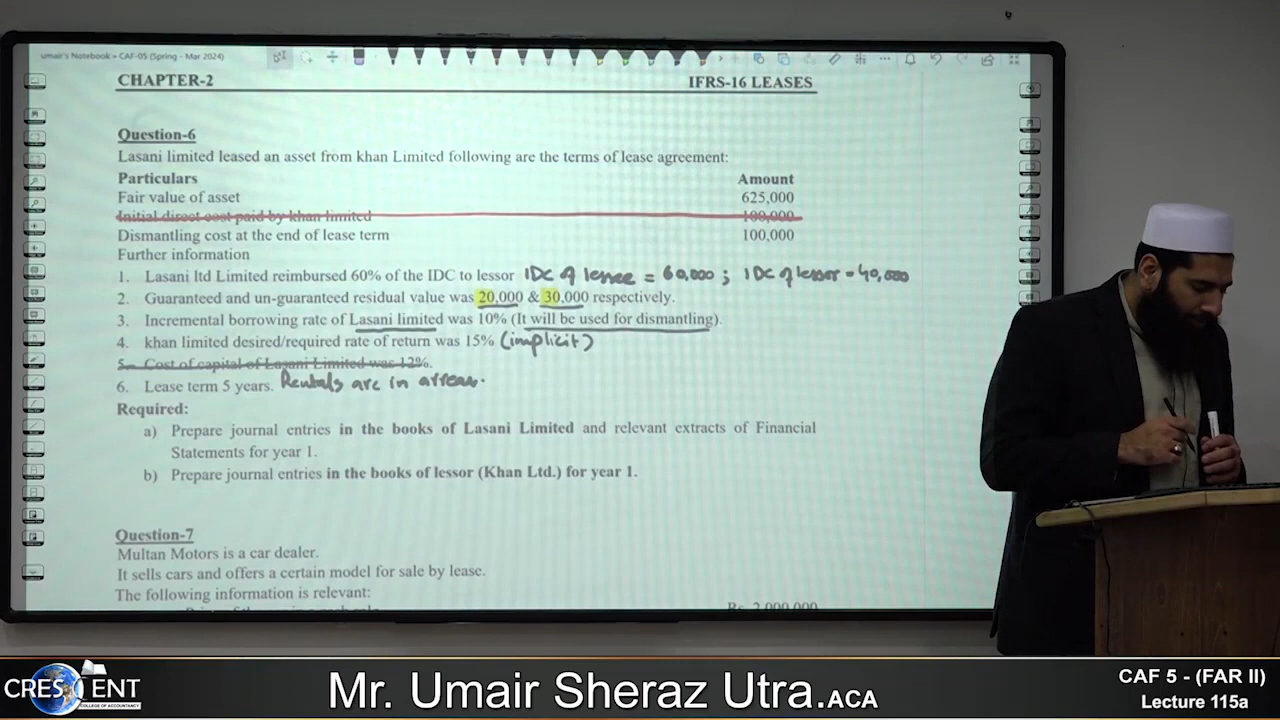 umair's Notebook • CAF-05 (Spring - Mar 2024)
CHAPTER-2 IFRS-16 LEASES
Question-6
Lasani limited leased an asset from khan Limited following are the terms of lease agreement:
Particulars Amount
Fair value of asset 625,000
Initial direct cost paid by khan limited 100,000
Dismantling cost at the end of lease term 100,000
Further information
1. Lasani ltd Limited reimbursed 60% of the IDC to lessor IDC of lessee = 60,000 ; IDC of lessor = 40,000
2. Guaranteed and un-guaranteed residual value was 20,000 & 30,000 respectively.
3. Incremental borrowing rate of Lasani limited was 10% (It will be used for dismantling).
4. khan limited desired/required rate of return was 15% (implicit)
5. Cost of capital of Lasani Limited was 12%.
6. Lease term 5 years. Rentals are in arrear.
Required:
a) Prepare journal entries in the books of Lasani Limited and relevant extracts of Financial
Statements for year 1.
b) Prepare journal entries in the books of lessor (Khan Ltd.) for year 1.
Question-7
Multan Motors is a car dealer.
It sells cars and offers a certain model for sale by lease.
The following information is relevant:
Rs. 2,000,000
CRESCENT
COLLEGE OF ACCOUNTANCY
Mr. Umair Sheraz Utra.ACA
CAF 5 - (FAR II)
Lecture 115a